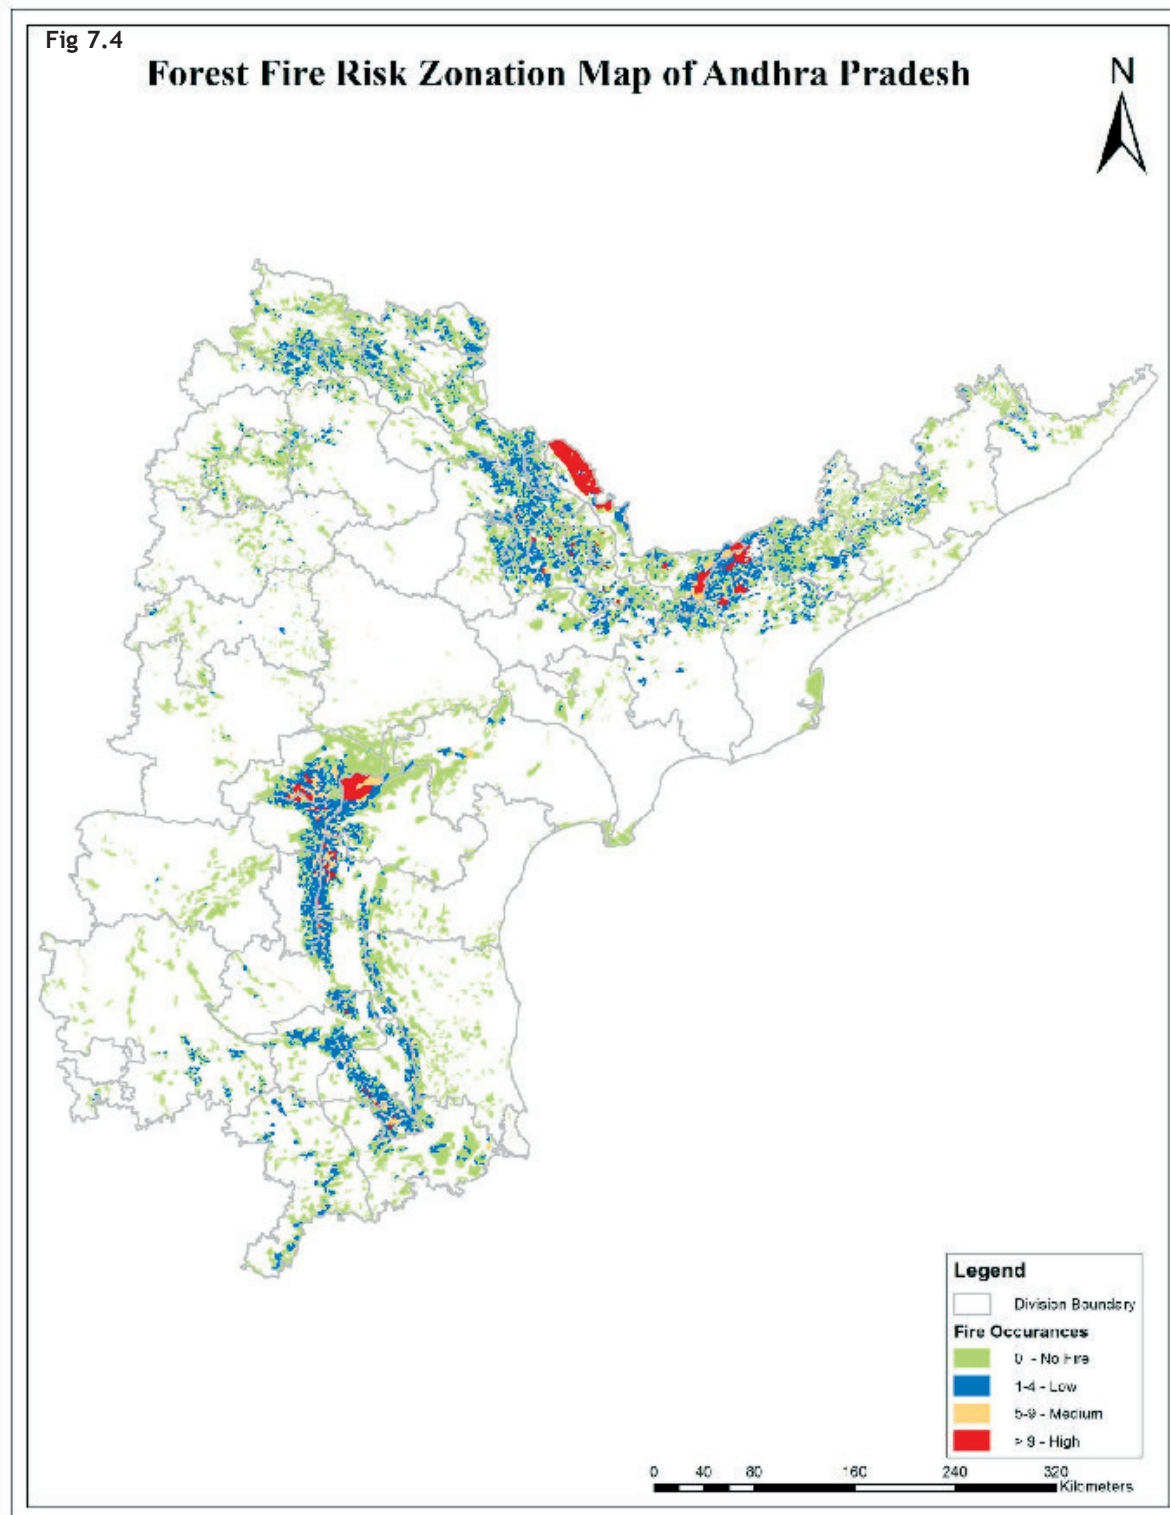 Fig 7.4
Forest Fire Risk Zonation Map of Andhra Pradesh
N
Legend
Division Boundary
Fire Occurances
0 - No Fire
1-4 - Low
5-9 - Medium
> 9 - High
0 40 80 160 240 320
Kilometers